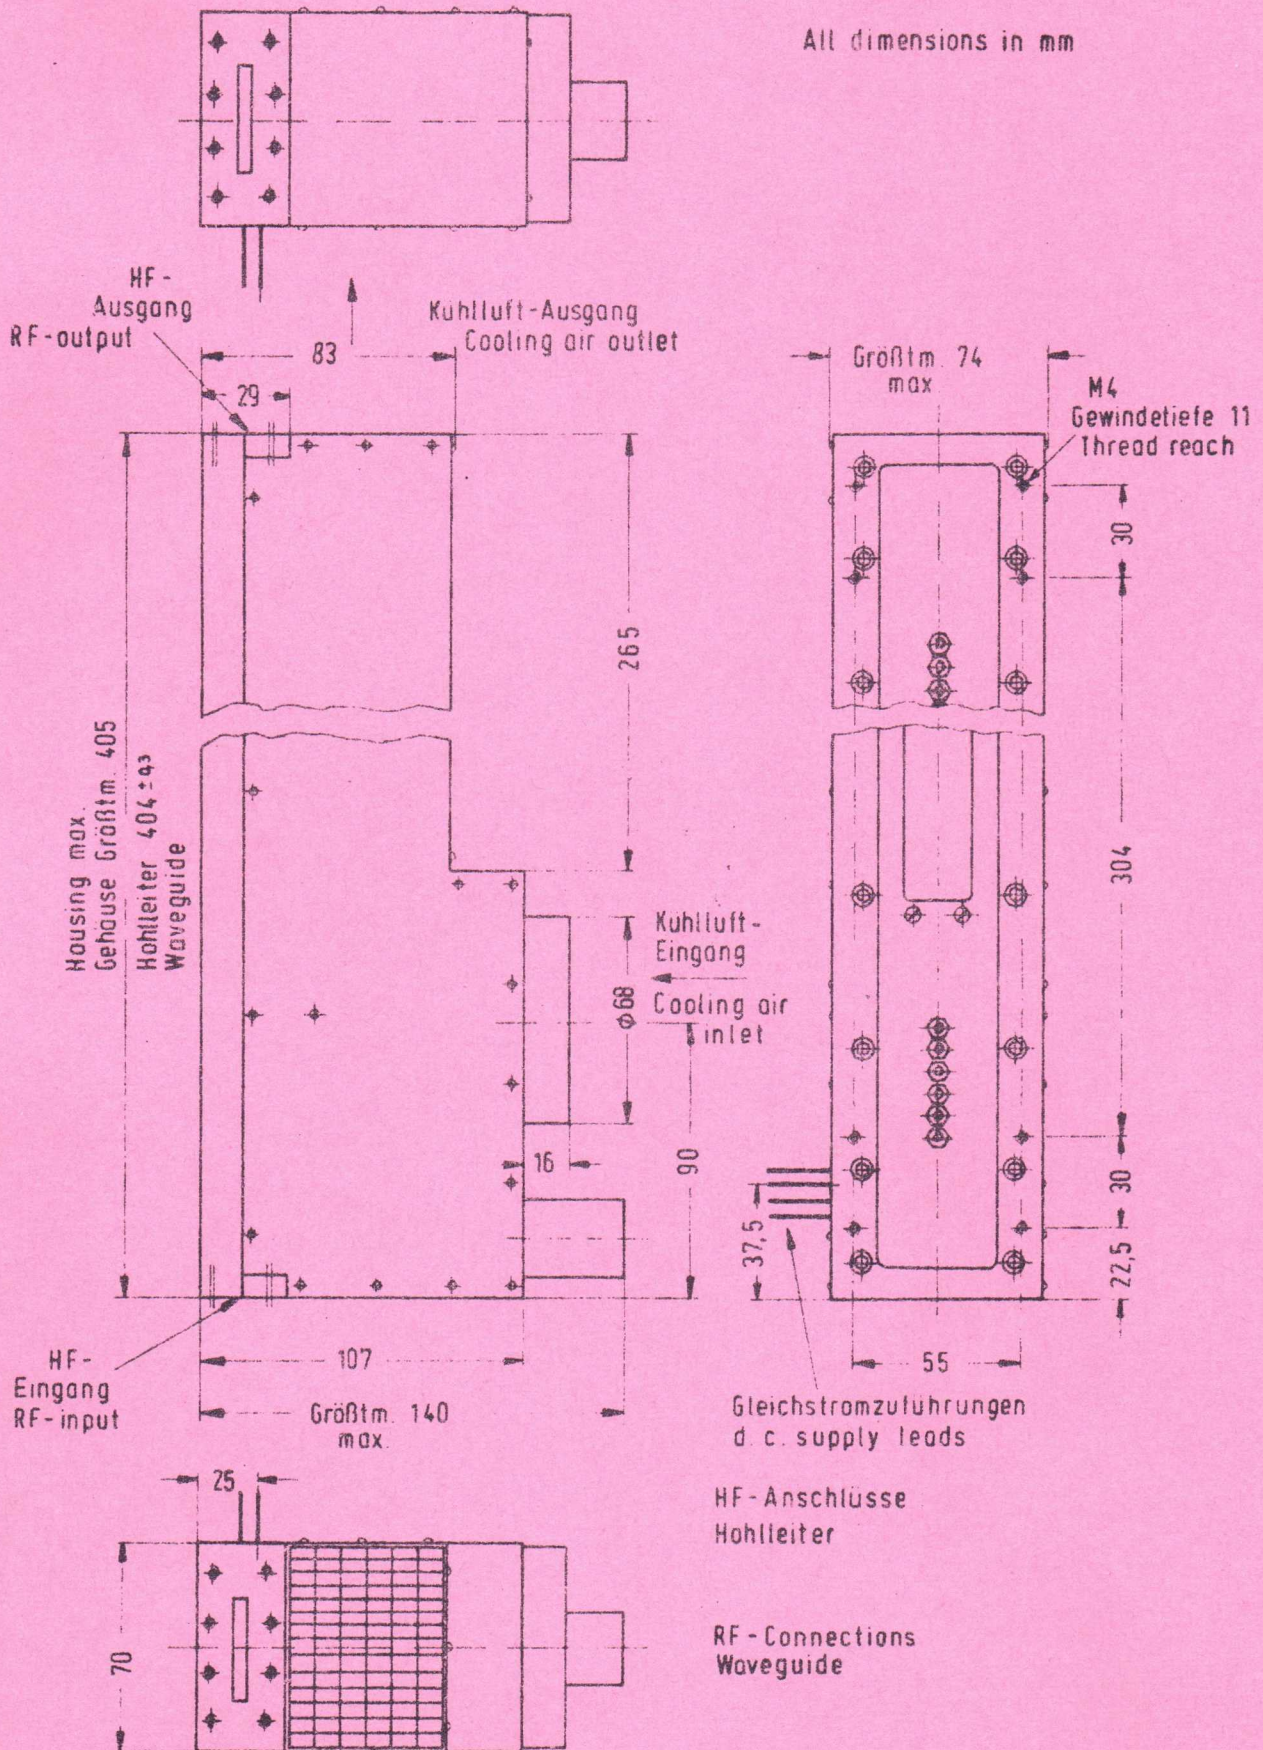 All dimensions in mm
HF-
Ausgang
RF-output
Kühlluft-Ausgang
Cooling air outlet
83
29
Größtm. 74
max
M4
Gewindetiefe 11
Thread reach
30
265
304
Housing max.
Gehäuse Größtm. 405
Hohlleiter 404 ± 0,3
Waveguide
Kühlluft-
Eingang
Cooling air
inlet
Φ68
16
90
37,5
30
22,5
HF-
Eingang
RF-input
107
Größtm. 140
max.
55
Gleichstromzuführungen
d. c. supply leads
25
HF-Anschlüsse
Hohlleiter
70
RF-Connections
Waveguide